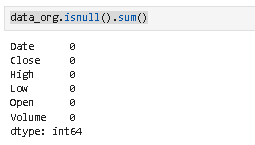 data_org.isnull().sum()
Date 0
Close 0
High 0
Low 0
Open 0
Volume 0
dtype: int64